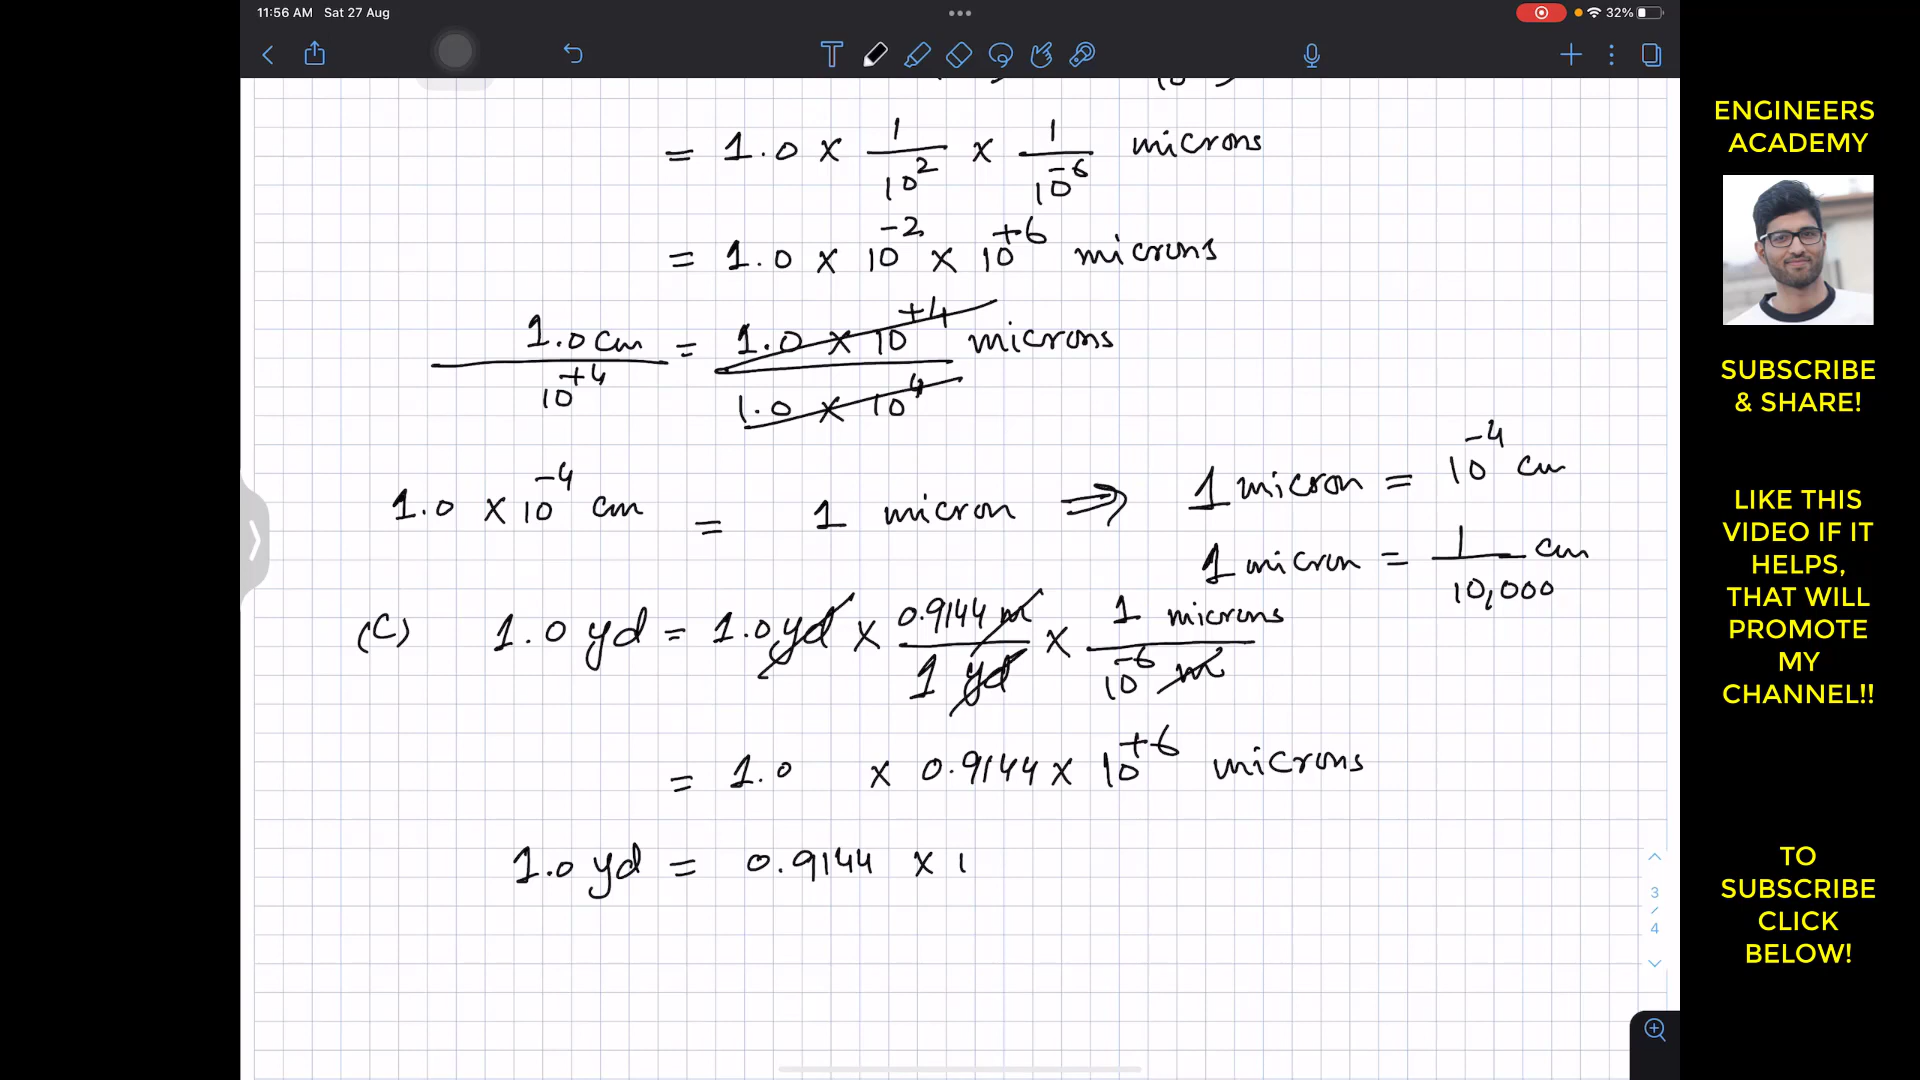 11:56 AM Sat 27 Aug
32%
= 1.0 x 1/10^2 x 1/10^-6 microns
= 1.0 x 10^-2 x 10^+6 microns
1.0 cm/10^+4 = 1.0 x 10^+4/1.0 x 10^4 microns
1.0 x 10^-4 cm = 1 micron ⇒ 1 micron = 10^-4 cm
1 micron = 1/10,000 cm
(C) 1.0 yd = 1.0 yd x 0.9144 m/1 yd x 1 microns/10^-6 m
= 1.0 x 0.9144 x 10^+6 microns
1.0 yd = 0.9144 x 1
3
/
4
ENGINEERS
ACADEMY
SUBSCRIBE
& SHARE!
LIKE THIS
VIDEO IF IT
HELPS,
THAT WILL
PROMOTE
MY
CHANNEL!!
TO
SUBSCRIBE
CLICK
BELOW!